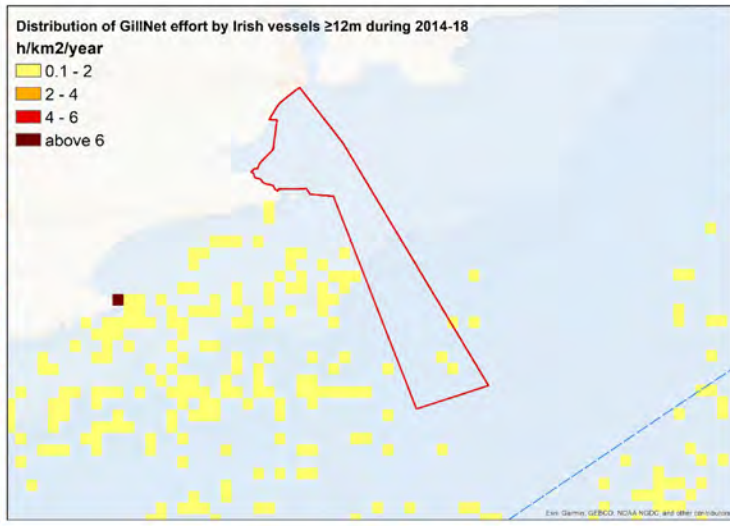 Distribution of GillNet effort by Irish vessels ≥12m during 2014-18
h/km2/year
0.1 - 2
2 - 4
4 - 6
above 6
Esri, Garmin, GEBCO, NOAA NGDC, and other contributors